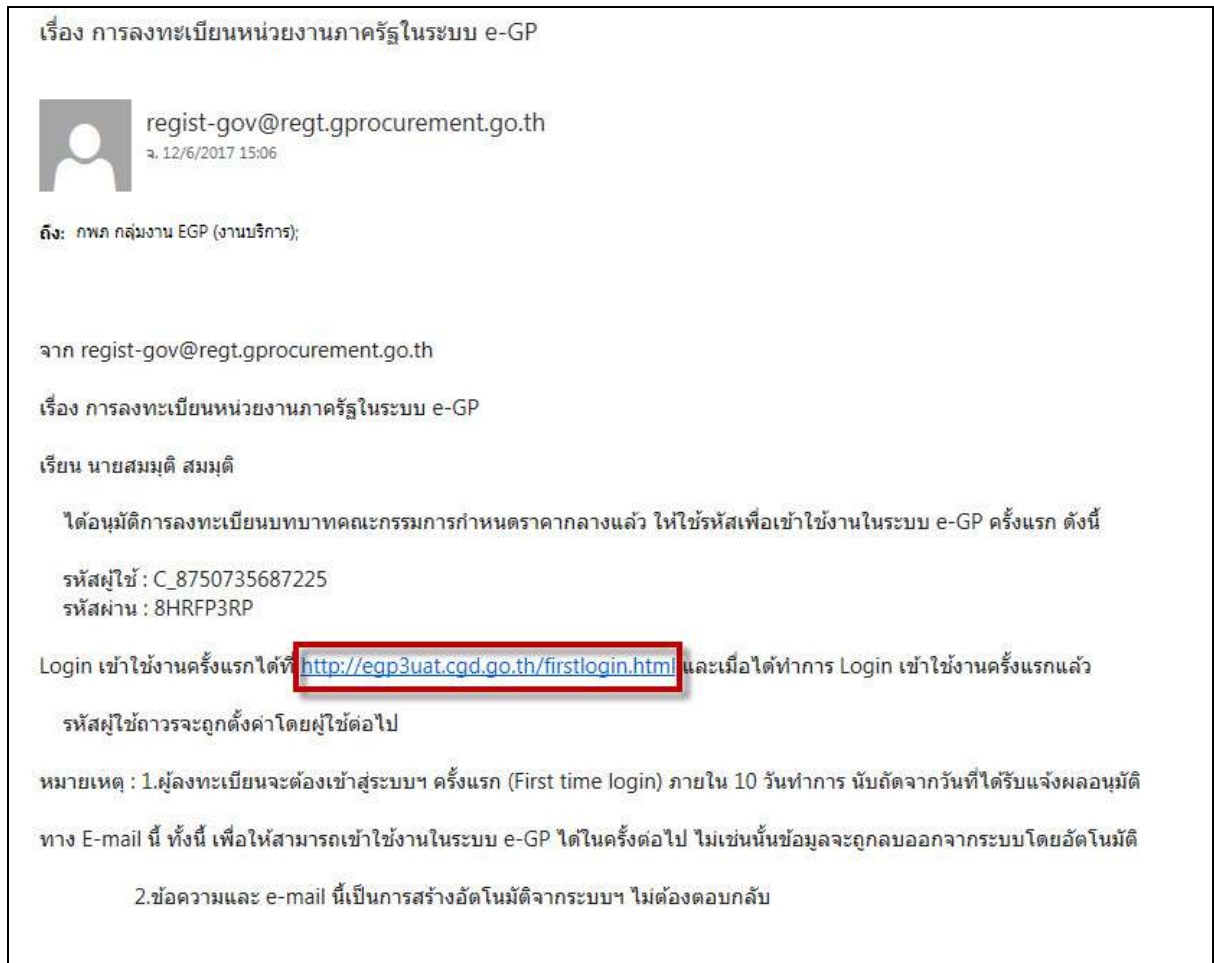 เรื่อง การลงทะเบียนหน่วยงานภาครัฐในระบบ e-GP
regist-gov@regt.gprocurement.go.th
จ. 12/6/2017 15:06
ถึง: กพภ กลุ่มงาน EGP (งานบริการ);
จาก regist-gov@regt.gprocurement.go.th
เรื่อง การลงทะเบียนหน่วยงานภาครัฐในระบบ e-GP
เรียน นายสมมุติ สมมุติ
ได้อนุมัติการลงทะเบียนบทบาทคณะกรรมการกำหนดราคากลางแล้ว ให้ใช้รหัสเพื่อเข้าใช้งานในระบบ e-GP ครั้งแรก ดังนี้
รหัสผู้ใช้ : C_8750735687225
รหัสผ่าน : 8HRFP3RP
Login เข้าใช้งานครั้งแรกได้ที่ http://egp3uat.cgd.go.th/firstlogin.html และเมื่อได้ทำการ Login เข้าใช้งานครั้งแรกแล้ว
รหัสผู้ใช้ถาวรจะถูกตั้งค่าโดยผู้ใช้ต่อไป
หมายเหตุ : 1.ผู้ลงทะเบียนจะต้องเข้าสู่ระบบฯ ครั้งแรก (First time login) ภายใน 10 วันทำการ นับถัดจากวันที่ได้รับแจ้งผลอนุมัติ
ทาง E-mail นี้ ทั้งนี้ เพื่อให้สามารถเข้าใช้งานในระบบ e-GP ได้ในครั้งต่อไป ไม่เช่นนั้นข้อมูลจะถูกลบออกจากระบบโดยอัตโนมัติ
2.ข้อความและ e-mail นี้เป็นการสร้างอัตโนมัติจากระบบฯ ไม่ต้องตอบกลับ